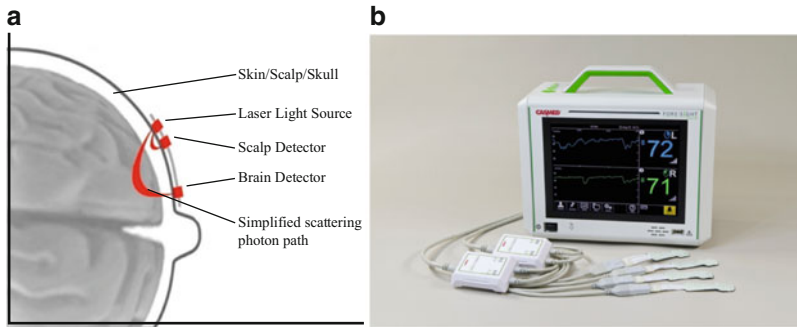 a
Skin/Scalp/Skull
Laser Light Source
Scalp Detector
Brain Detector
Simplified scattering
photon path
b
CASMED
FORE-SIGHT
L
72
R
71